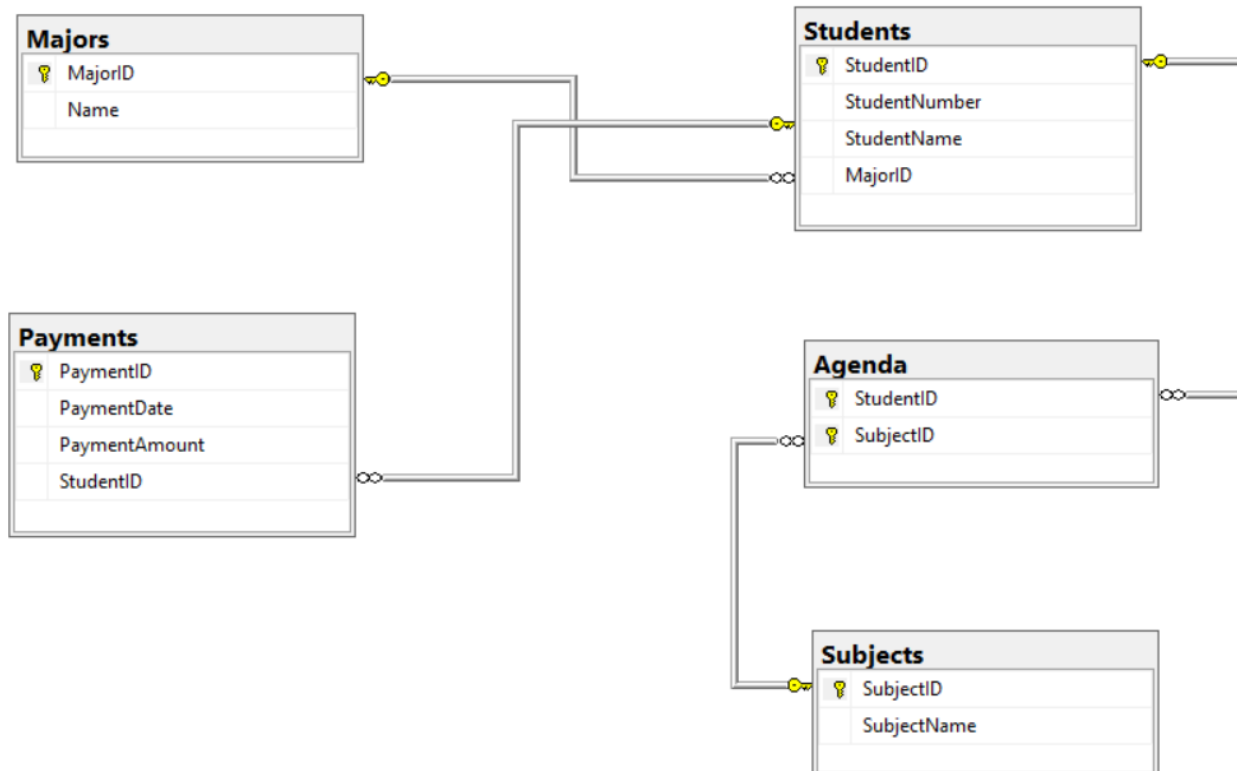 Majors
MajorID
Name
Students
StudentID
StudentNumber
StudentName
MajorID
Payments
PaymentID
PaymentDate
PaymentAmount
StudentID
Agenda
StudentID
SubjectID
Subjects
SubjectID
SubjectName